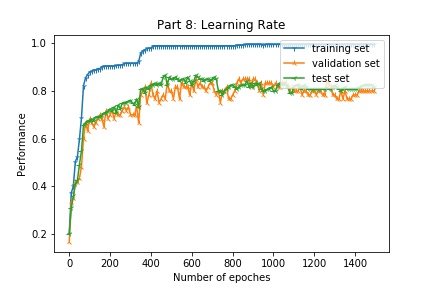 Part 8: Learning Rate
1.0
0.8
0.6
0.4
0.2
Performance
training set
validation set
test set
0
200
400
600
800
1000
1200
1400
Number of epoches